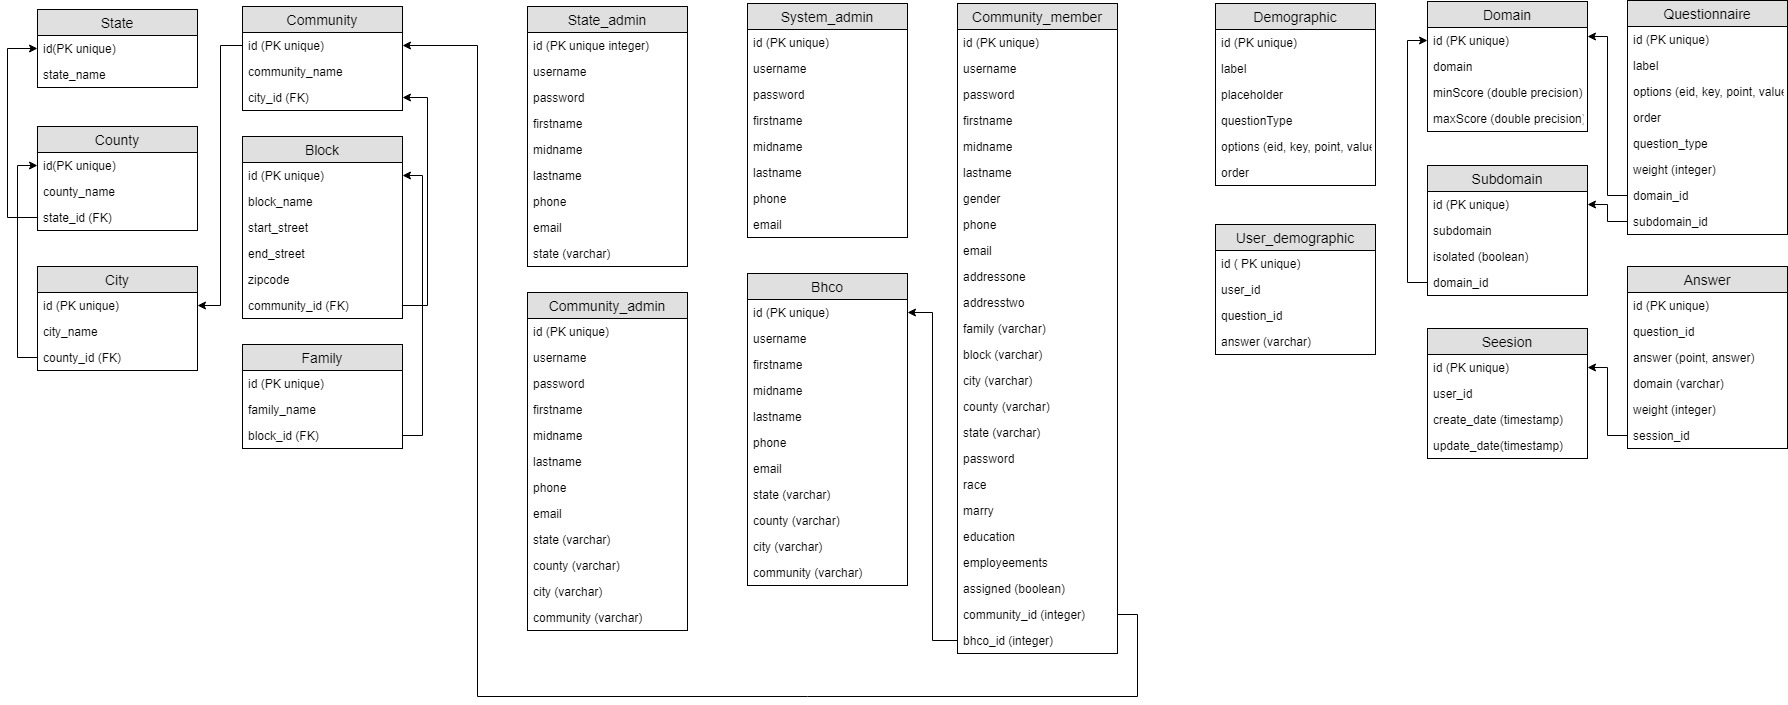 State
id(PK unique)
state_name
County
id(PK unique)
county_name
state_id (FK)
City
id (PK unique)
city_name
county_id (FK)
Community
id (PK unique)
community_name
city_id (FK)
Block
id (PK unique)
block_name
start_street
end_street
zipcode
community_id (FK)
Family
id (PK unique)
family_name
block_id (FK)
State_admin
id (PK unique integer)
username
password
firstname
midname
lastname
phone
email
state (varchar)
Community_admin
id (PK unique)
username
password
firstname
midname
lastname
phone
email
state (varchar)
county (varchar)
city (varchar)
community (varchar)
System_admin
id (PK unique)
username
password
firstname
midname
lastname
phone
email
Bhco
id (PK unique)
username
firstname
midname
lastname
phone
email
state (varchar)
county (varchar)
city (varchar)
community (varchar)
Community_member
id (PK unique)
username
password
firstname
midname
lastname
gender
phone
email
addressone
addresstwo
family (varchar)
block (varchar)
city (varchar)
county (varchar)
state (varchar)
password
race
marry
education
employeements
assigned (boolean)
community_id (integer)
bhco_id (integer)
Demographic
id (PK unique)
label
placeholder
questionType
options (eid, key, point, value
order
User_demographic
id ( PK unique)
user_id
question_id
answer (varchar)
Domain
id (PK unique)
domain
minScore (double precision)
maxScore (double precision)
Subdomain
id (PK unique)
subdomain
isolated (boolean)
domain_id
Seesion
id (PK unique)
user_id
create_date (timestamp)
update_date(timestamp)
Questionnaire
id (PK unique)
label
options (eid, key, point, value
order
question_type
weight (integer)
domain_id
subdomain_id
Answer
id (PK unique)
question_id
answer (point, answer)
domain (varchar)
weight (integer)
session_id